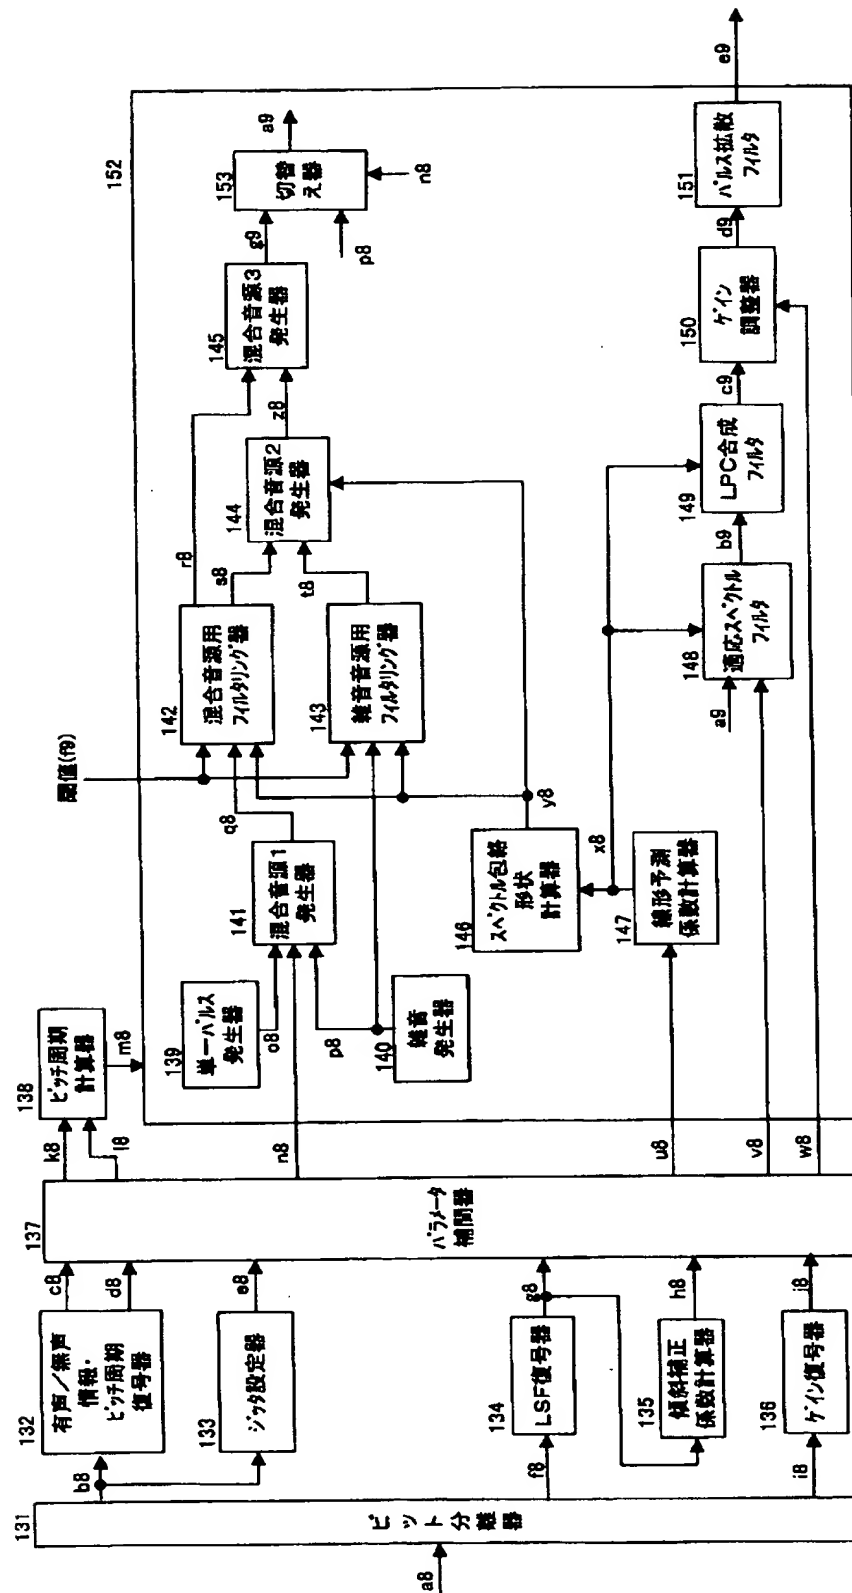 a8
131
ビット分離器
b8
132
有声／無声
情報・
ピッチ周期
復号器
c8
d8
133
ジッタ設定器
e8
f8
134
LSF復号器
g8
135
傾斜補正
係数計算器
h8
i8
136
ゲイン復号器
j8
137
パラメータ
補間器
k8
l8
138
ピッチ周期
計算器
m8
n8
u8
v8
w8
152
139
単一パルス
発生器
o8
p8
140
雑音
発生器
141
混合音源1
発生器
q8
閾値(f9)
142
混合音源用
フィルタリング器
143
雑音音源用
フィルタリング器
r8
s8
t8
144
混合音源2
発生器
z8
145
混合音源3
発生器
g9
153
切替
え器
a9
p8
n8
146
スペクトル包絡
形状
計算器
y8
147
線形予測
係数計算器
x8
a9
148
適応スペクトル
フィルタ
b9
149
LPC合成
フィルタ
c9
150
ゲイン
調整器
d9
151
パルス拡散
フィルタ
e9